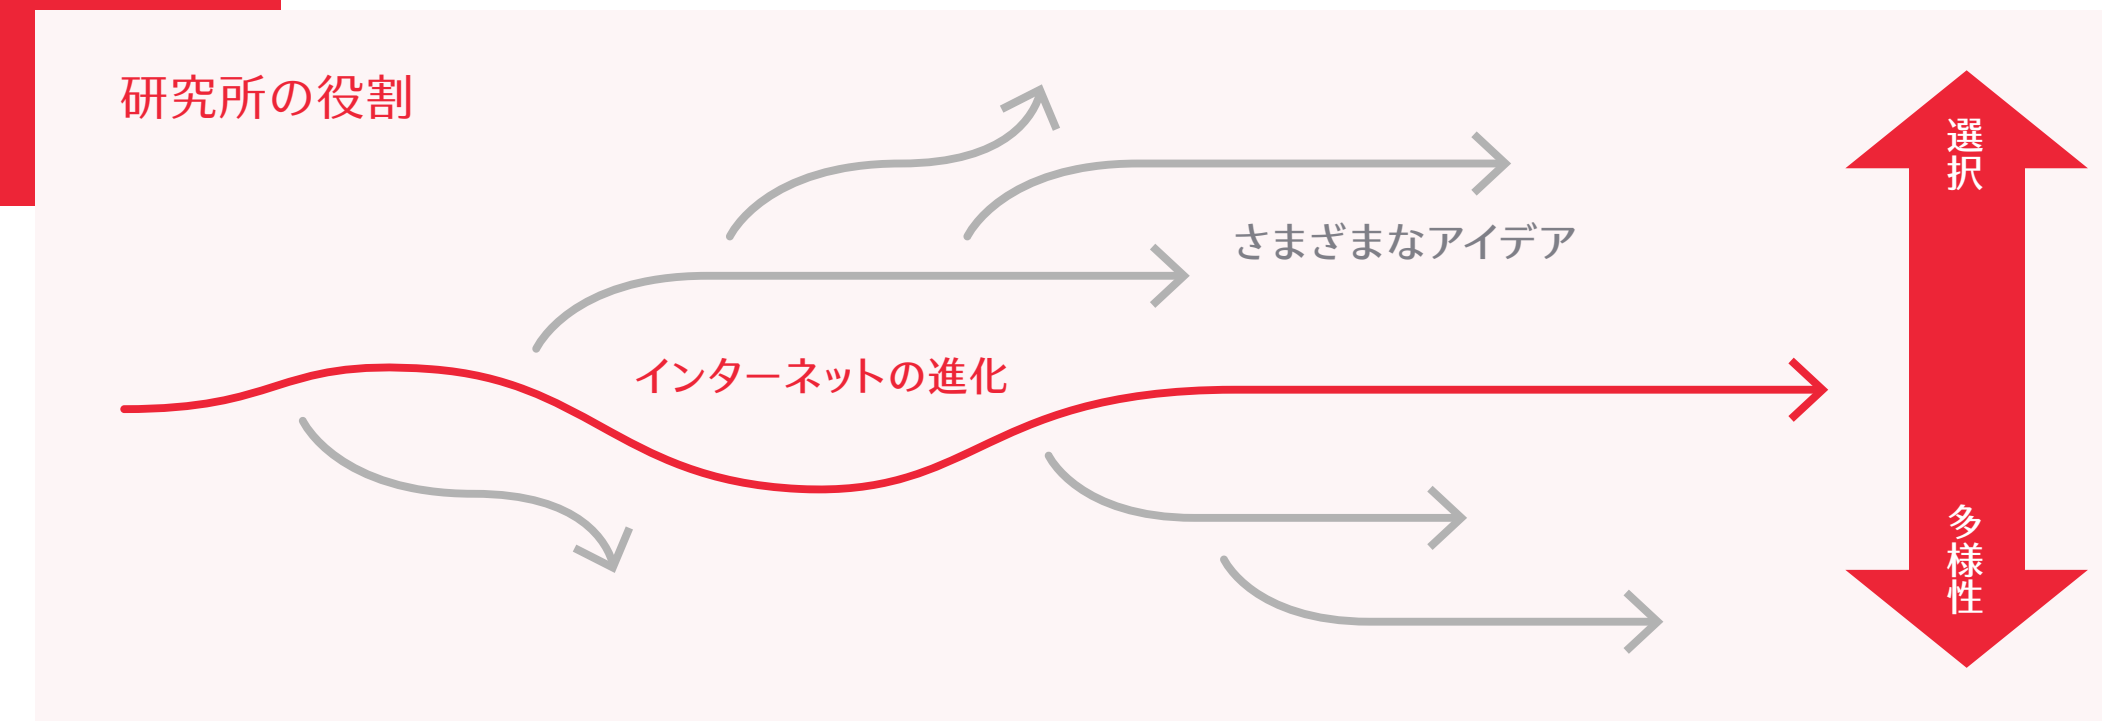 研究所の役割
さまざまなアイデア
インターネットの進化
選択
多様性